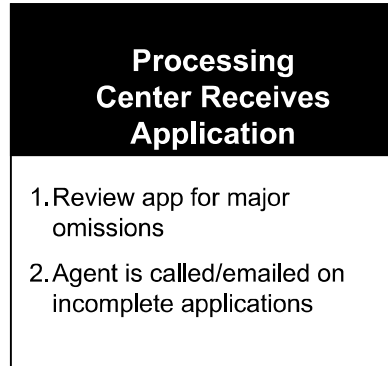 Processing
Center Receives
Application
1. Review app for major
omissions
2. Agent is called/emailed on
incomplete applications